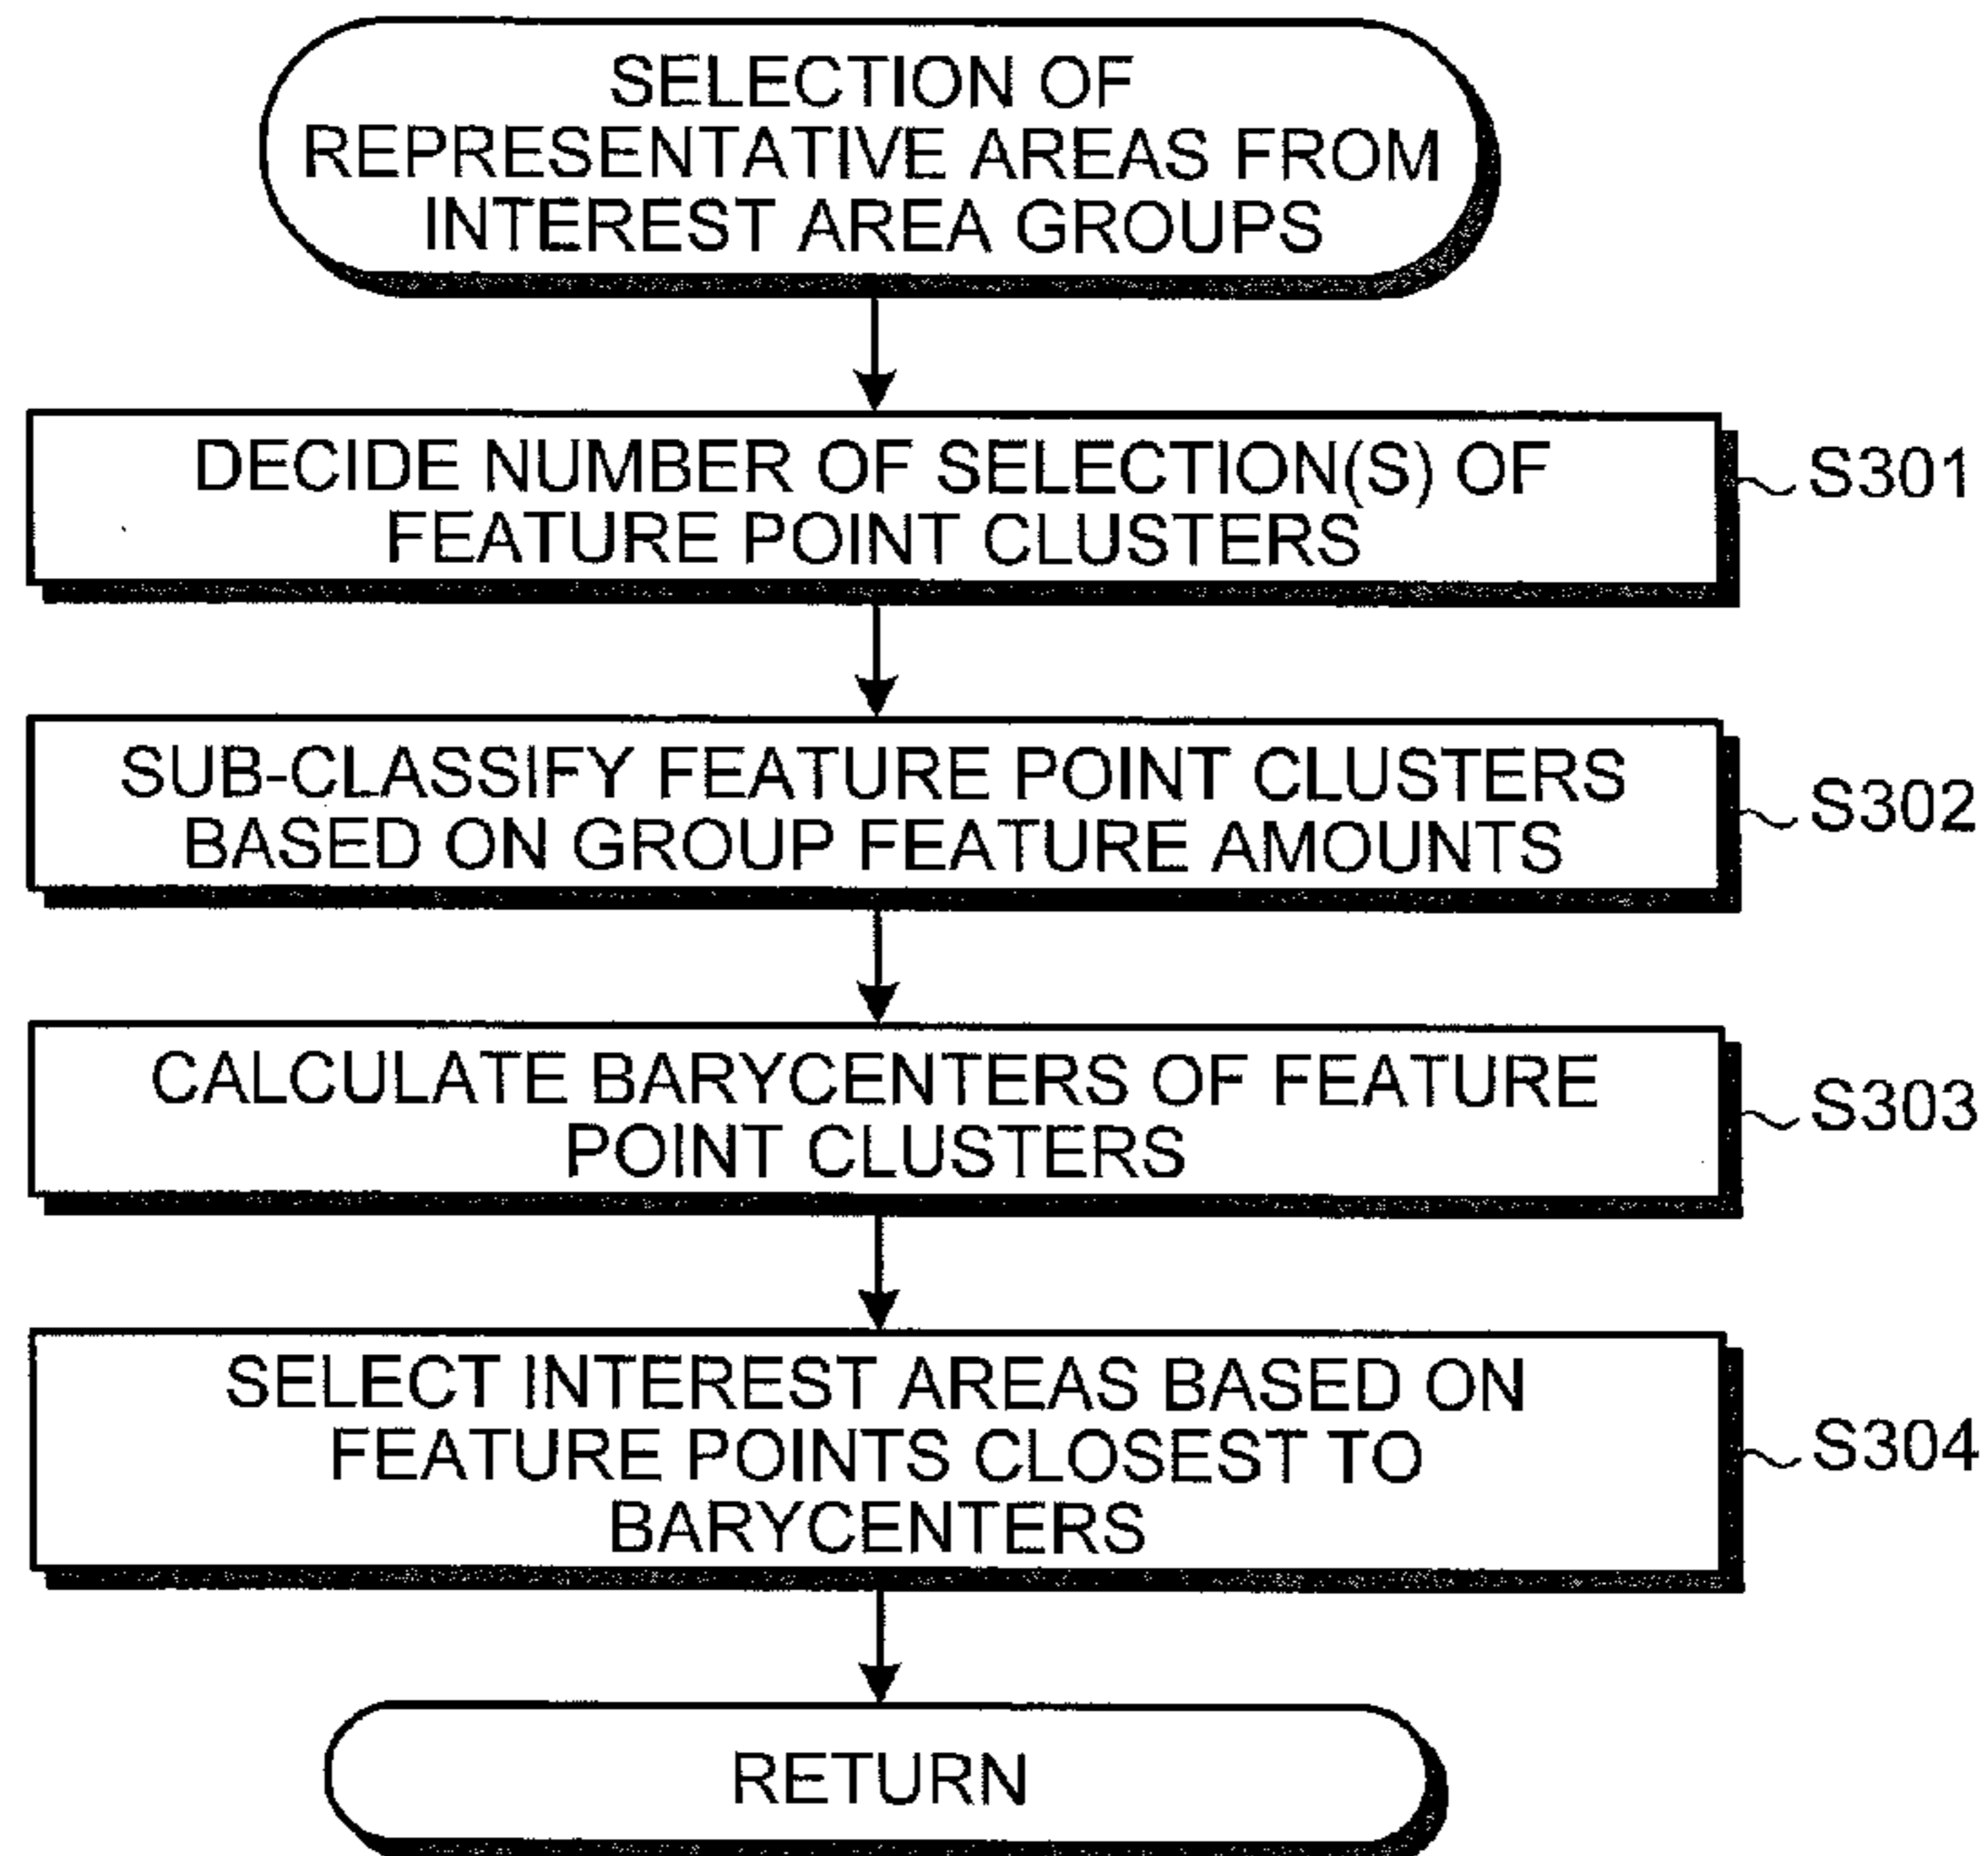 SELECTION OF
REPRESENTATIVE AREAS FROM
INTEREST AREA GROUPS
DECIDE NUMBER OF SELECTION(S) OF
FEATURE POINT CLUSTERS
S301
SUB-CLASSIFY FEATURE POINT CLUSTERS
BASED ON GROUP FEATURE AMOUNTS
S302
CALCULATE BARYCENTERS OF FEATURE
POINT CLUSTERS
S303
SELECT INTEREST AREAS BASED ON
FEATURE POINTS CLOSEST TO
BARYCENTERS
S304
RETURN